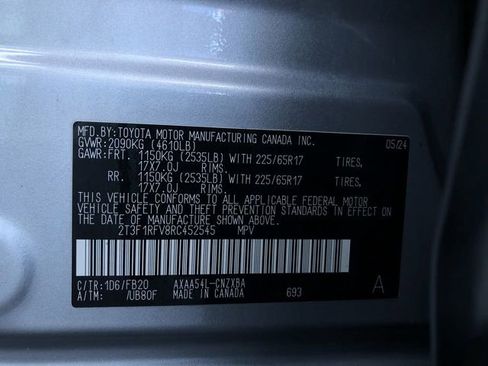 MFD. BY: TOYOTA MOTOR MANUFACTURING CANADA INC.
GVWR: 2090KG (4610LB) 05/24
GAWR: FRT. 1150KG (2535LB) WITH 225/65R17 TIRES,
17X7.0J RIMS.
RR. 1150KG (2535LB) WITH 225/65R17 TIRES,
17X7.0J RIMS.
THIS VEHICLE CONFORMS TO ALL APPLICABLE FEDERAL MOTOR
VEHICLE SAFETY AND THEFT PREVENTION STANDARDS IN EFFECT
ON THE DATE OF MANUFACTURE SHOWN ABOVE.
2T3F1RFV8RC452545 MPV
C/TR: 1D6/FB20 AXAA54L-CNZXBA
A/TM: /UB80F MADE IN CANADA 693 A